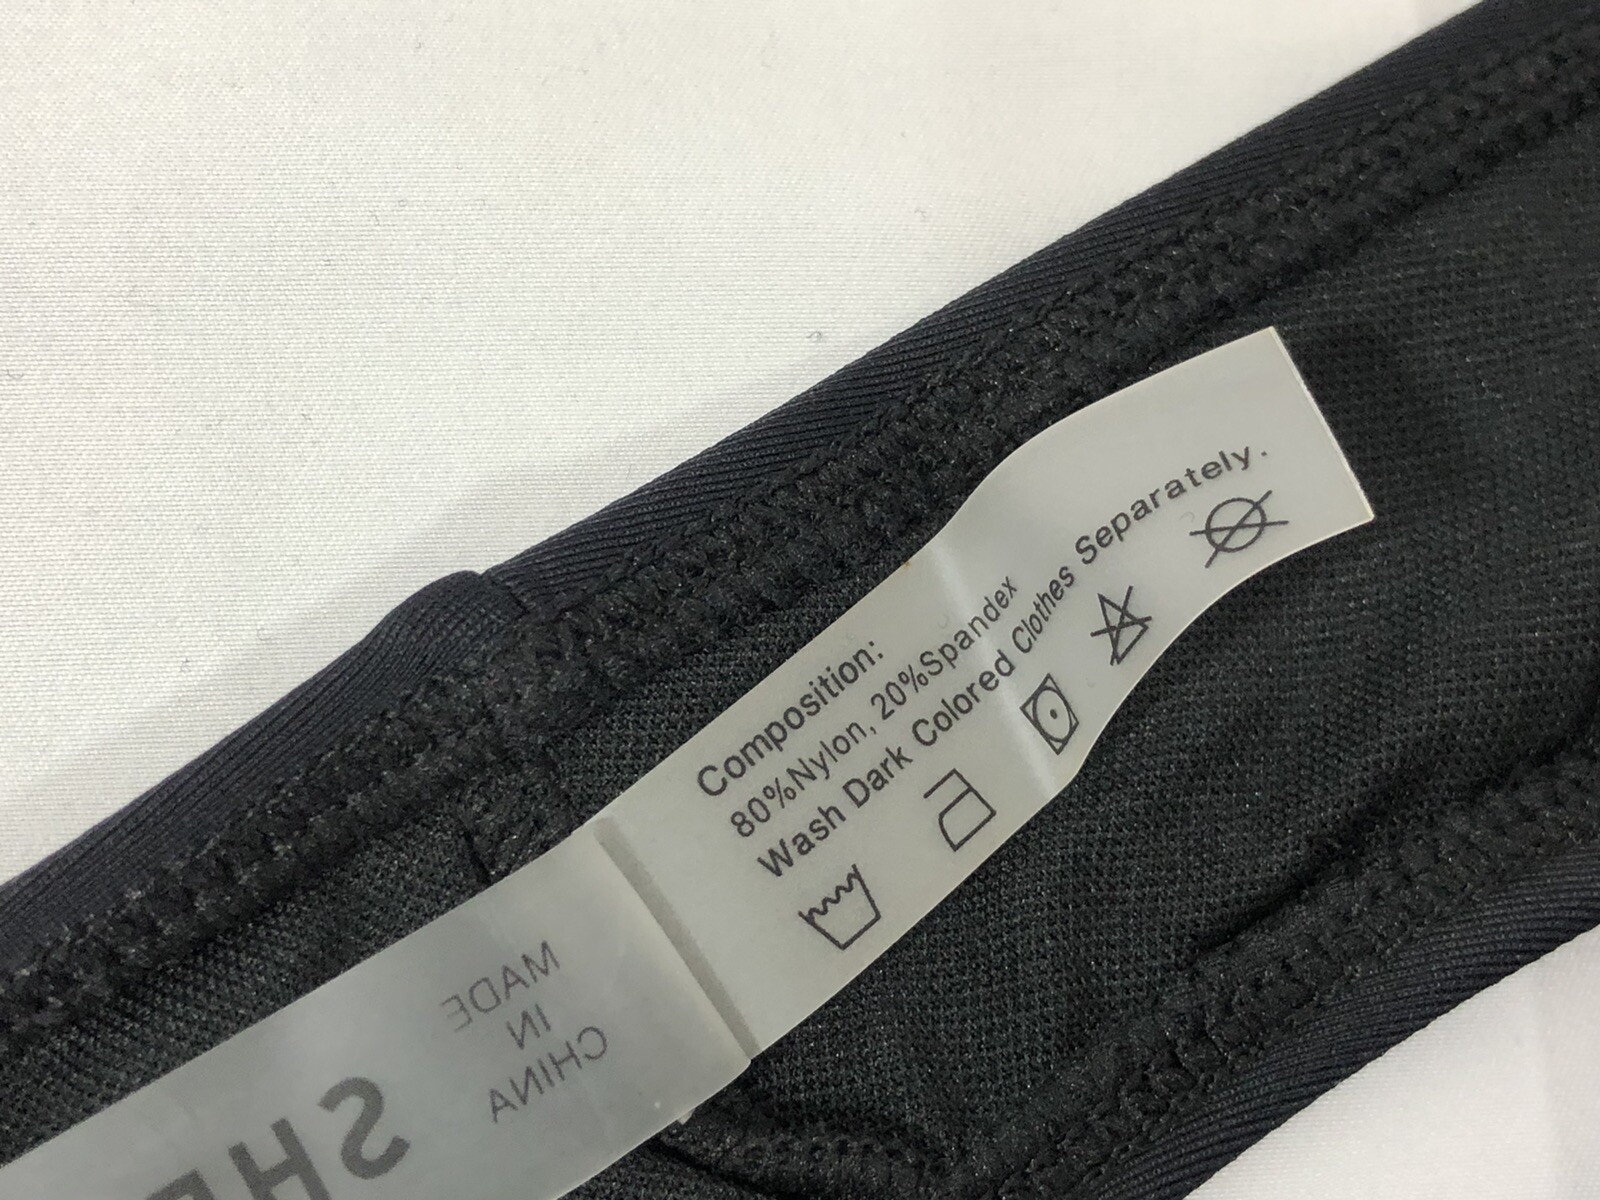 Composition:
80%Nylon, 20%Spandex
Wash Dark Colored Clothes Separately.
MADE
IN
CHINA